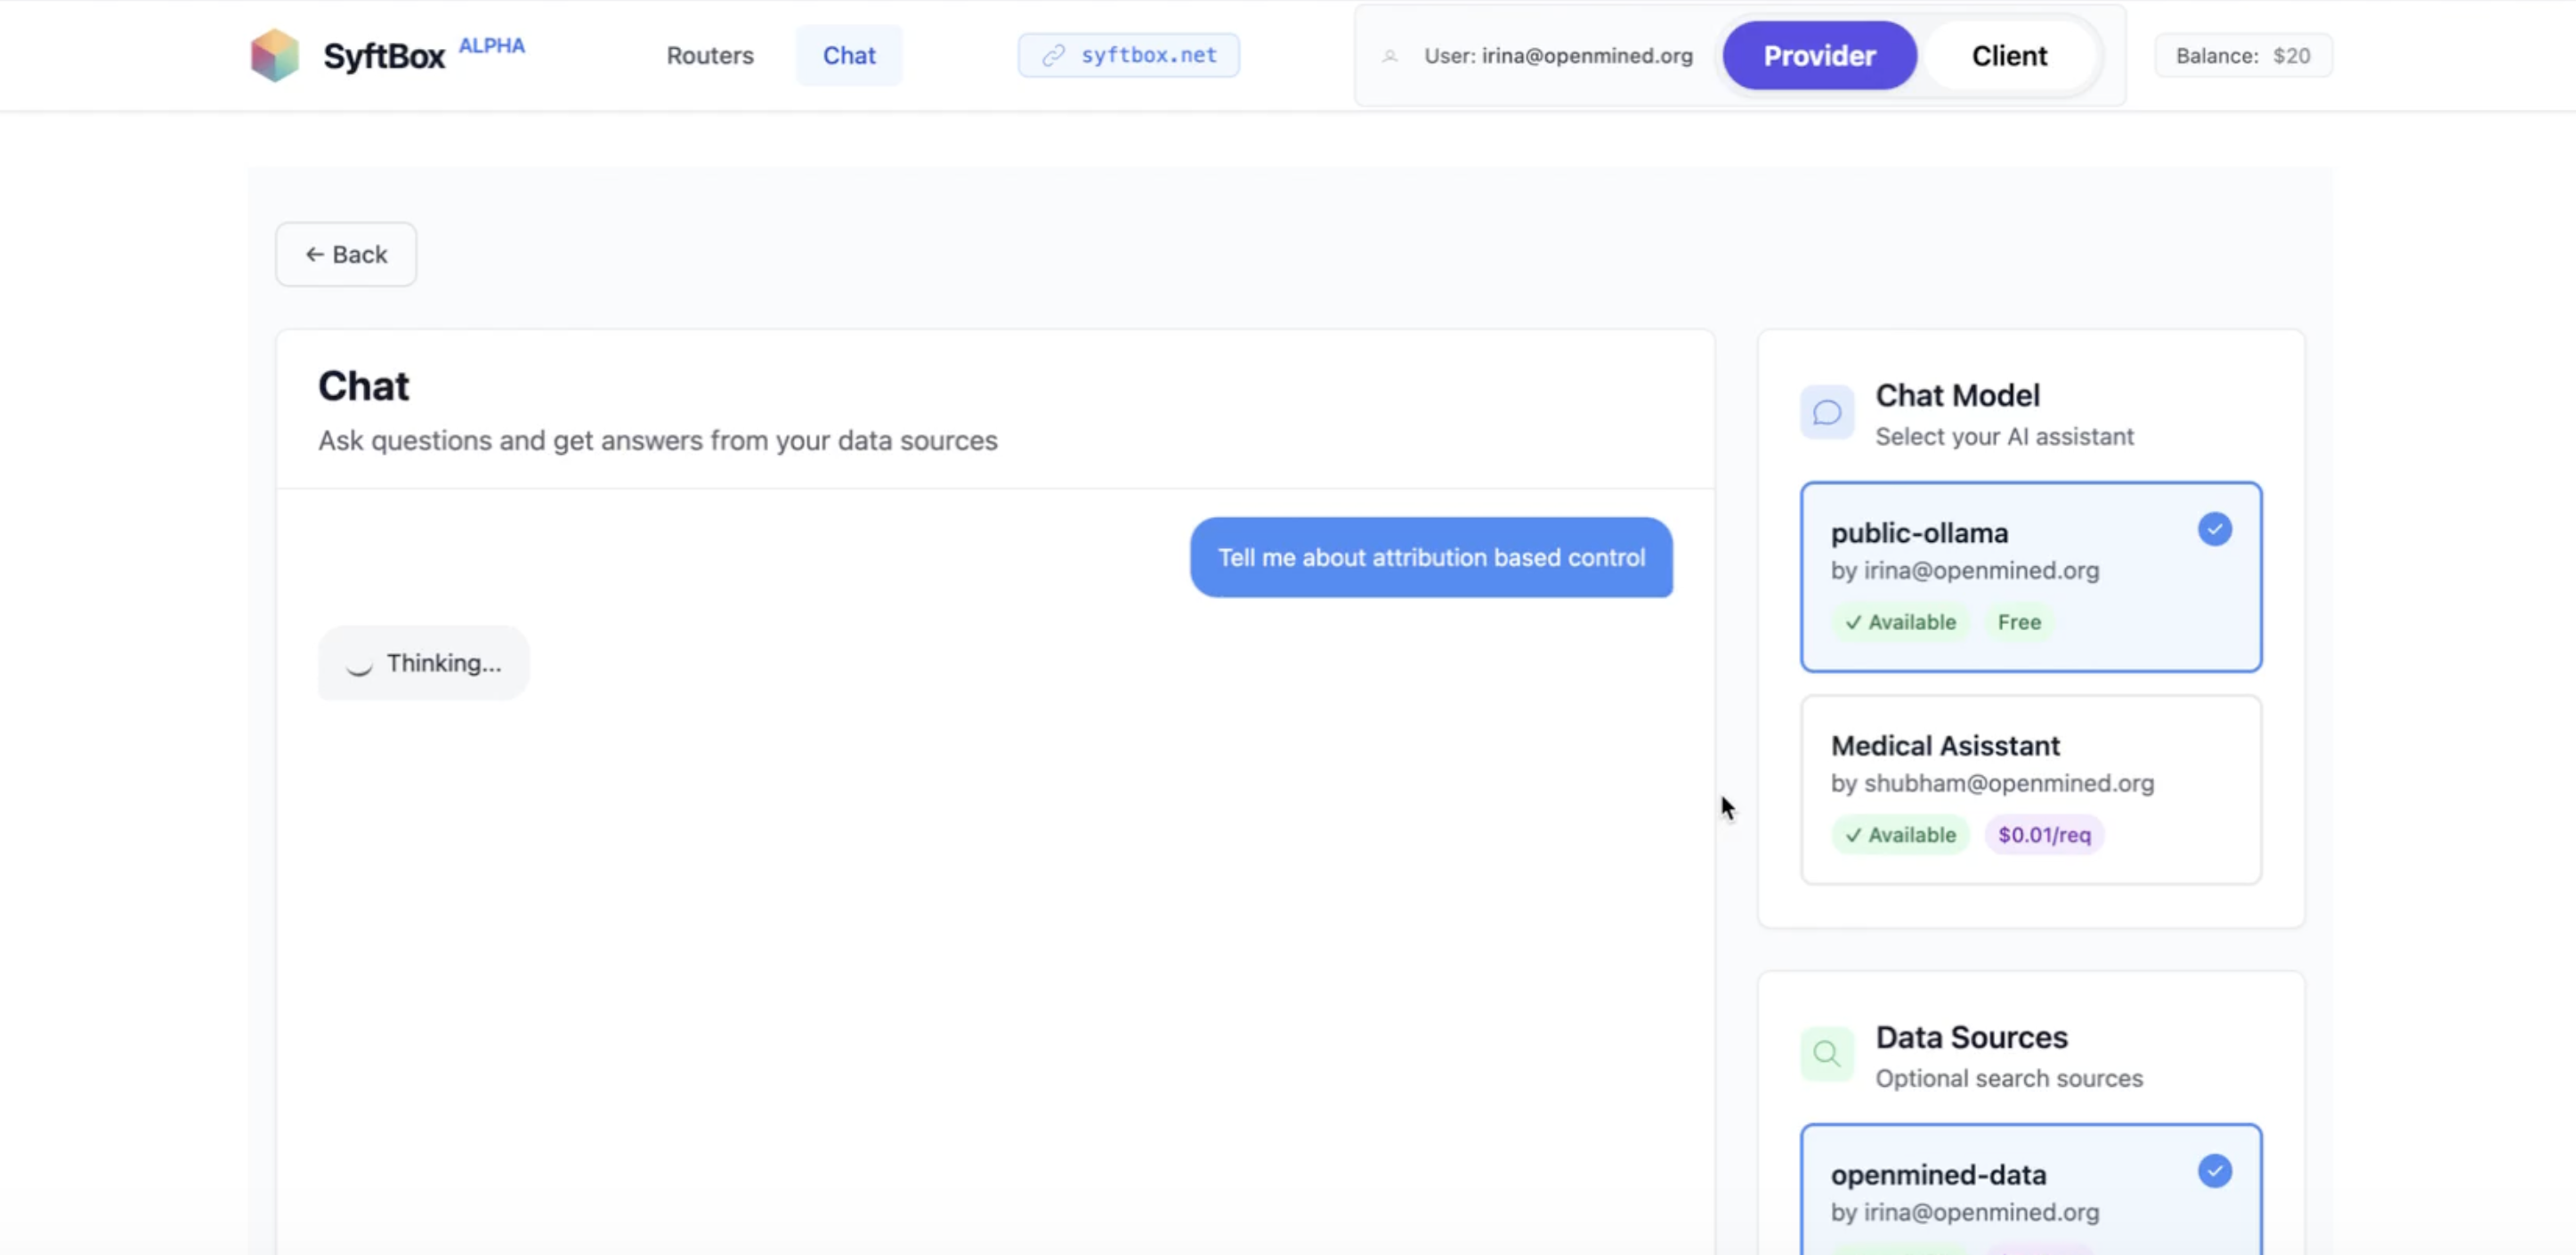 SyftBox ALPHA
Routers
Chat
syftbox.net
User: irina@openmined.org
Provider
Client
Balance: $20
← Back
Chat
Ask questions and get answers from your data sources
Tell me about attribution based control
Thinking...
Chat Model
Select your AI assistant
public-ollama
by irina@openmined.org
✓ Available
Free
Medical Asisstant
by shubham@openmined.org
✓ Available
$0.01/req
Data Sources
Optional search sources
openmined-data
by irina@openmined.org